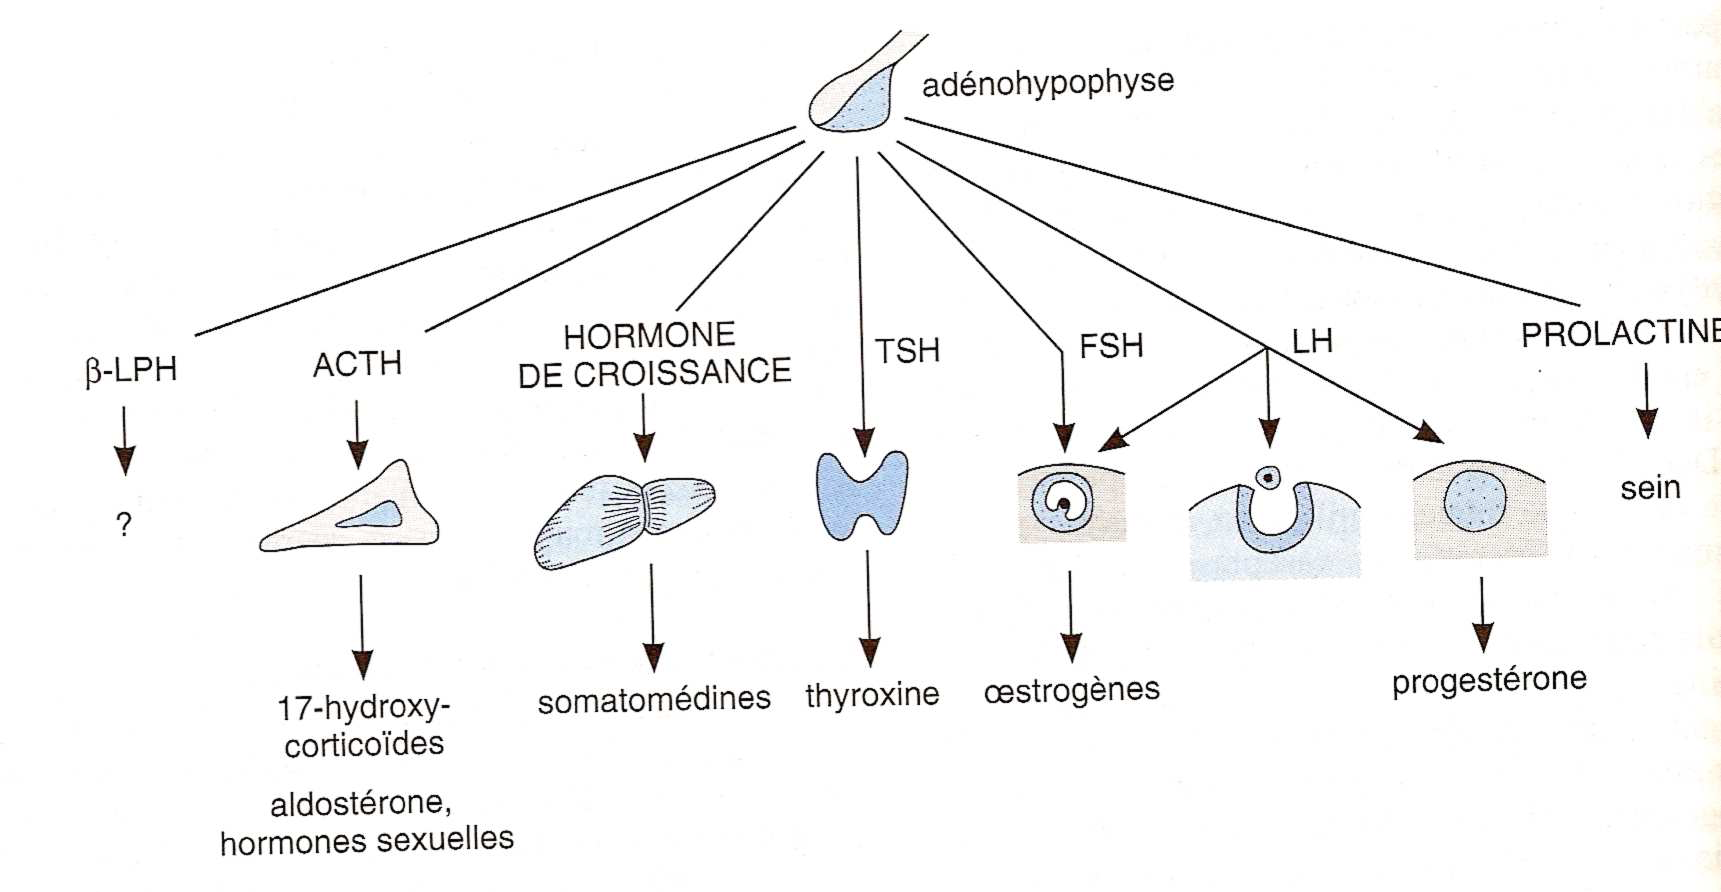 adénohypophyse
β-LPH
ACTH
HORMONE
DE CROISSANCE
TSH
FSH
LH
PROLACTINE
?
sein
17-hydroxy-
corticoïdes
aldostérone,
hormones sexuelles
somatomédines
thyroxine
œstrogènes
progestérone